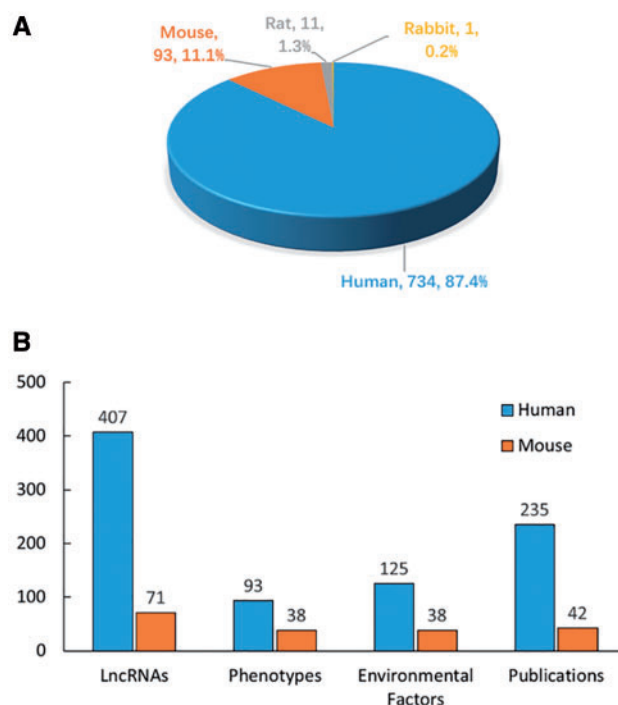 A
Mouse,
93, 11.1%
Rat, 11,
1.3%
Rabbit, 1,
0.2%
Human, 734, 87.4%
B
500
400
300
200
100
0
407
71
93
38
125
38
235
42
Human
Mouse
LncRNAs
Phenotypes
Environmental
Factors
Publications